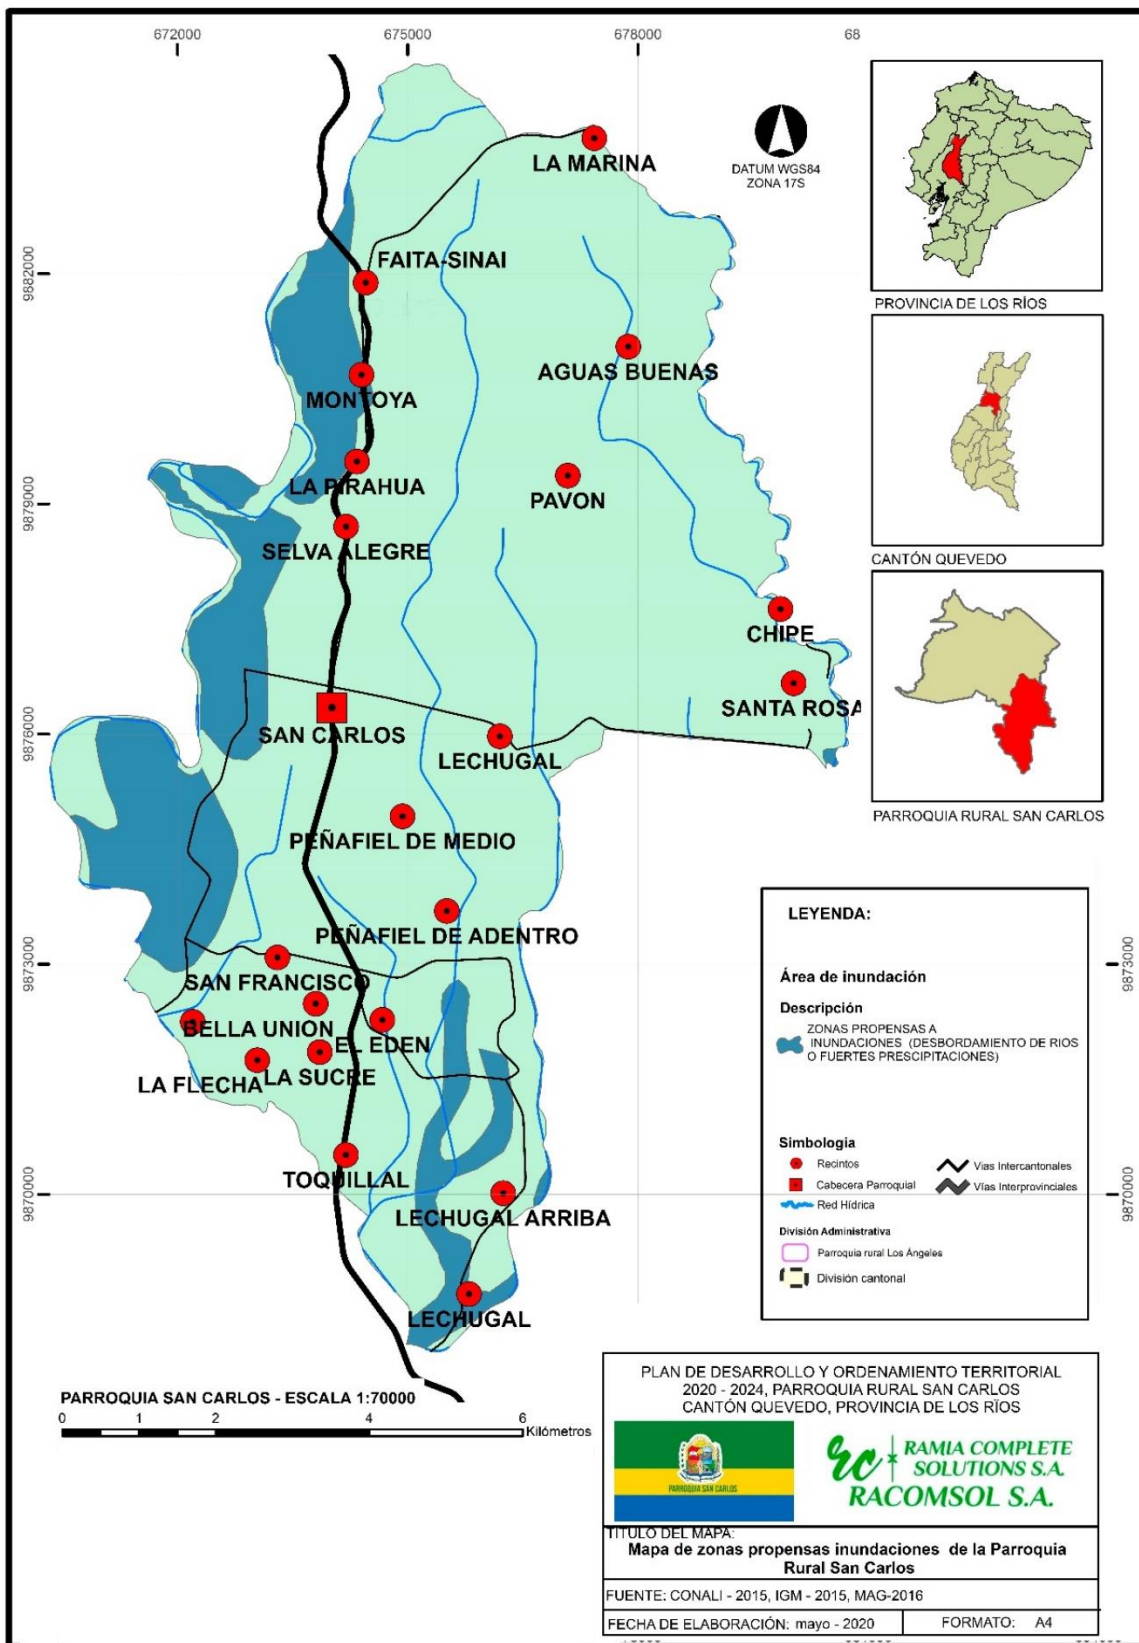 672000
675000
678000
68
DATUM WGS84
ZONA 17S
LA MARINA
9882000
FAITA-SINAI
AGUAS BUENAS
MONTOYA
LA PIRAHUA
PAVON
9879000
SELVA ALEGRE
CHIPE
SANTA ROSA
SAN CARLOS
9876000
LECHUGAL
PEÑAFIEL DE MEDIO
PEÑAFIEL DE ADENTRO
9873000
9873000
SAN FRANCISCO
BELLA UNION
EL EDEN
LA FLECHA
LA SUCRE
TOQUILLAL
9870000
9870000
LECHUGAL ARRIBA
LECHUGAL
PROVINCIA DE LOS RÍOS
CANTÓN QUEVEDO
PARROQUIA RURAL SAN CARLOS
LEYENDA:
Área de inundación
Descripción
ZONAS PROPENSAS A
INUNDACIONES (DESBORDAMIENTO DE RIOS
O FUERTES PRESCIPITACIONES)
Simbología
Recintos
Vias Intercantonales
Cabecera Parroquial
Vías Interprovinciales
Red Hídrica
División Administrativa
Parroquia rural Los Ángeles
División cantonal
PARROQUIA SAN CARLOS - ESCALA 1:70000
0 1 2 4 6
Kilómetros
PLAN DE DESARROLLO Y ORDENAMIENTO TERRITORIAL
2020 - 2024, PARROQUIA RURAL SAN CARLOS
CANTÓN QUEVEDO, PROVINCIA DE LOS RÏOS
PARROQUIA SAN CARLOS
rc RAMIA COMPLETE
SOLUTIONS S.A.
RACOMSOL S.A.
TITULO DEL MAPA:
Mapa de zonas propensas inundaciones de la Parroquia
Rural San Carlos
FUENTE: CONALI - 2015, IGM - 2015, MAG-2016
FECHA DE ELABORACIÓN: mayo - 2020
FORMATO: A4